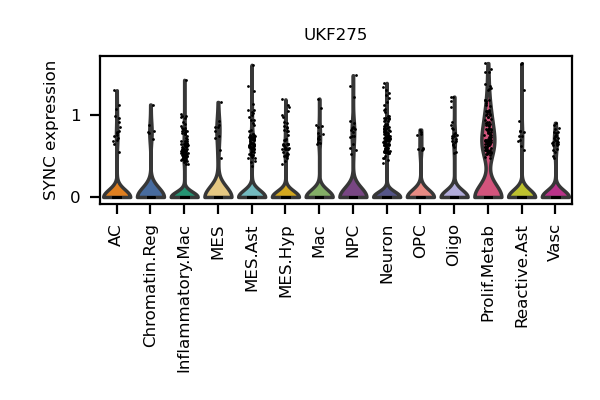 UKF275
SYNC expression
1
0
AC
Chromatin.Reg
Inflammatory.Mac
MES
MES.Ast
MES.Hyp
Mac
NPC
Neuron
OPC
Oligo
Prolif.Metab
Reactive.Ast
Vasc